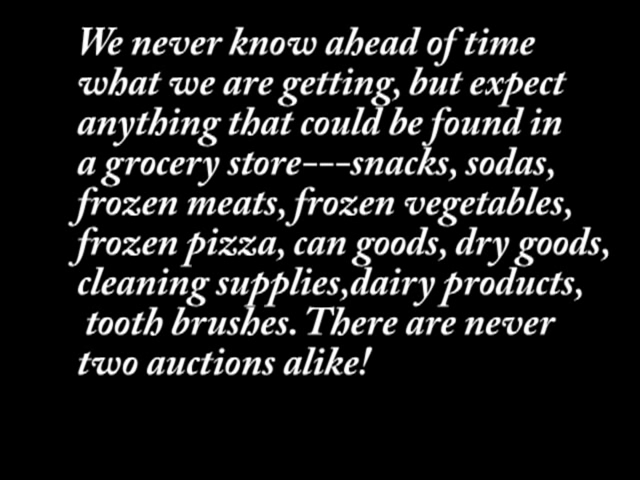 We never know ahead of time
what we are getting, but expect
anything that could be found in
a grocery store---snacks, sodas,
frozen meats, frozen vegetables,
frozen pizza, can goods, dry goods,
cleaning supplies,dairy products,
tooth brushes. There are never
two auctions alike!